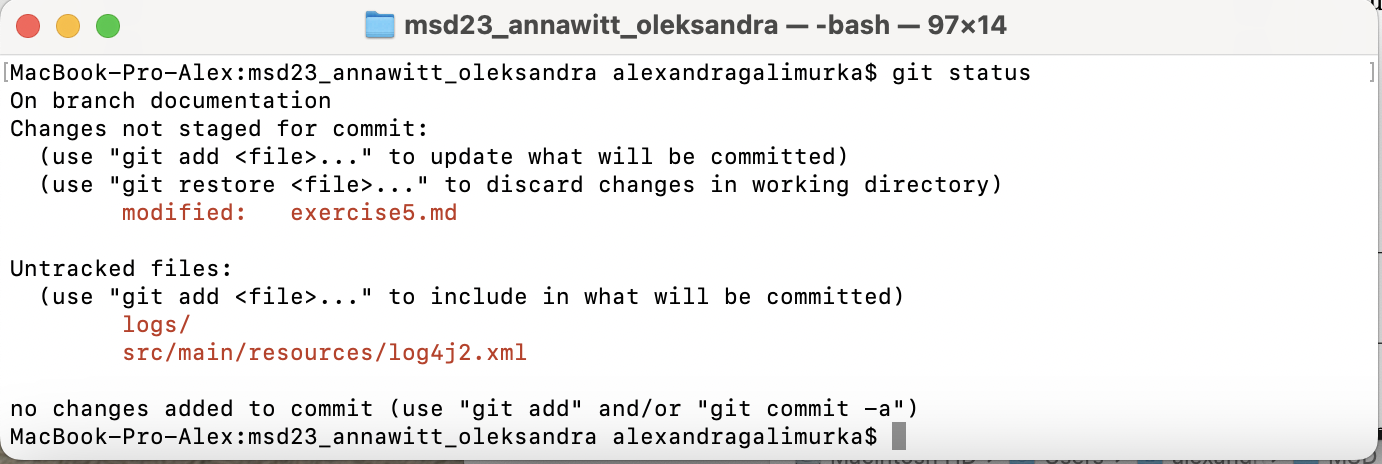 msd23_annawitt_oleksandra — -bash — 97×14
[MacBook-Pro-Alex:msd23_annawitt_oleksandra alexandragalimurka$ git status ]
On branch documentation
Changes not staged for commit:
  (use "git add <file>..." to update what will be committed)
  (use "git restore <file>..." to discard changes in working directory)
        modified:   exercise5.md

Untracked files:
  (use "git add <file>..." to include in what will be committed)
        logs/
        src/main/resources/log4j2.xml

no changes added to commit (use "git add" and/or "git commit -a")
MacBook-Pro-Alex:msd23_annawitt_oleksandra alexandragalimurka$